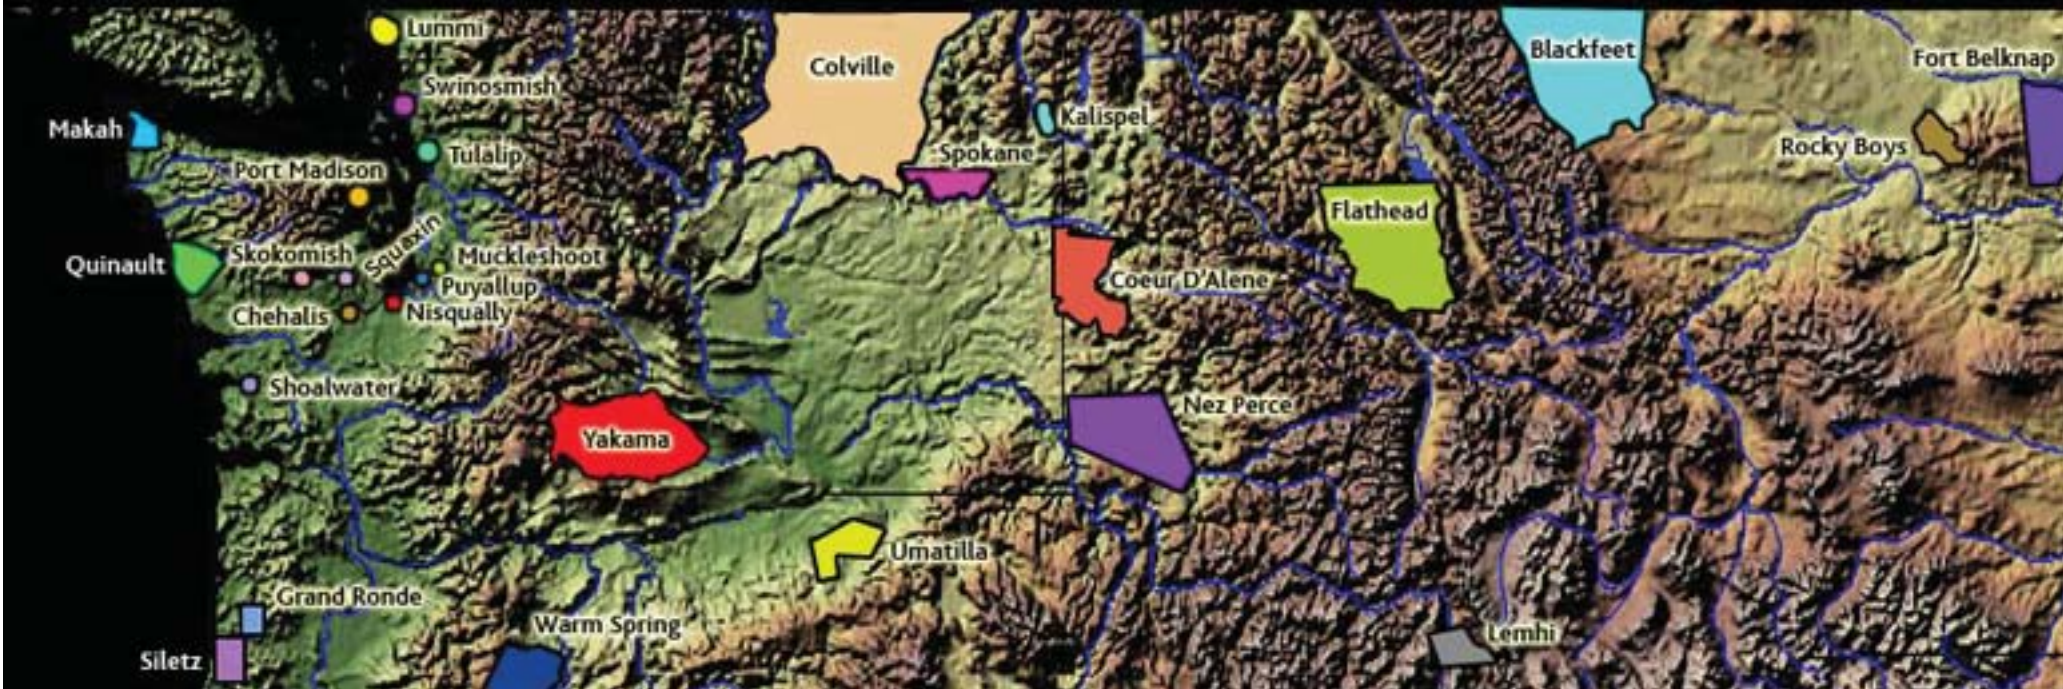 Lummi
Colville
Blackfeet
Fort Belknap
Swinosmish
Makah
Kalispel
Rocky Boys
Tulalip
Spokane
Port Madison
Flathead
Squaxin
Quinault
Skokomish
Muckleshoot
Coeur D'Alene
Puyallup
Chehalis
Nisqually
Shoalwater
Nez Perce
Yakama
Umatilla
Grand Ronde
Warm Spring
Lemhi
Siletz